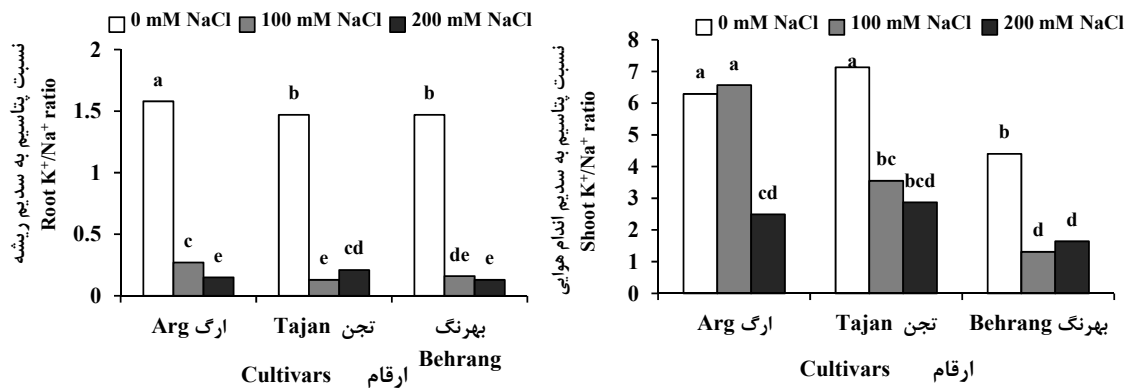 0 mM NaCl 100 mM NaCl 200 mM NaCl
نسبت پتاسیم به سدیم ریشه
Root K⁺/Na⁺ ratio
2
1.5
1
0.5
0
a
c
e
b
e
cd
b
de
e
Arg ارگ
Tajan تجن
بهرنگ
Behrang
Cultivars ارقام
0 mM NaCl 100 mM NaCl 200 mM NaCl
نسبت پتاسیم به سدیم اندام هوایی
Shoot K⁺/Na⁺ ratio
8
7
6
5
4
3
2
1
0
a
a
cd
a
bc
bcd
b
d
d
Arg ارگ
Tajan تجن
Behrang بهرنگ
Cultivars ارقام